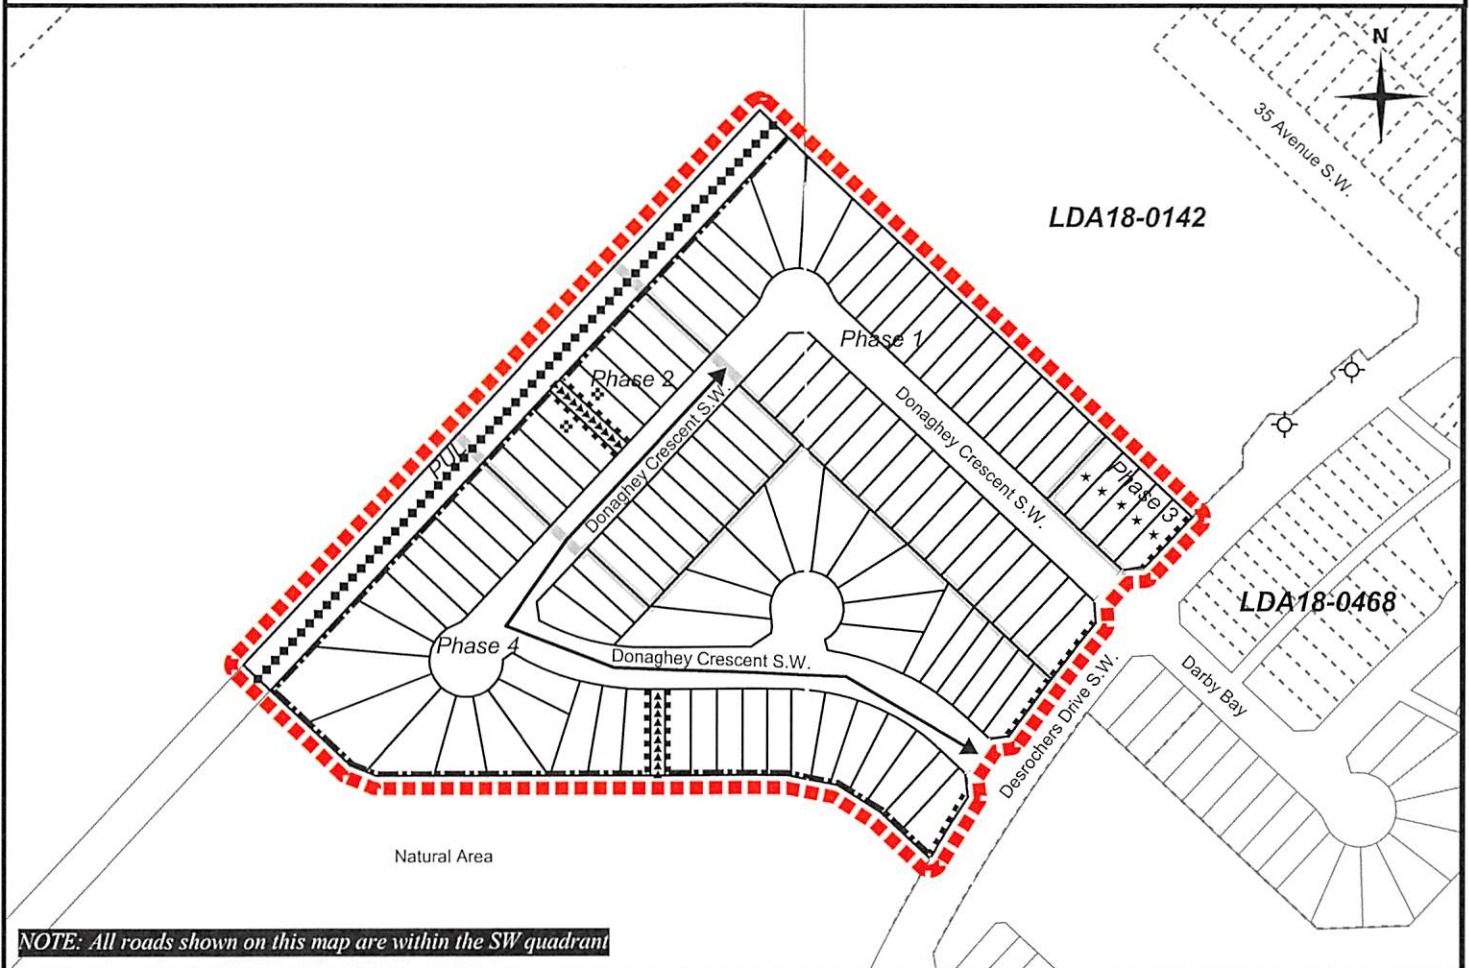 N
35 Avenue S.W.
LDA18-0142
Phase 1
Phase 2
Donaghey Crescent S.W.
Donaghey Crescent S.W.
PUL
Phase 3
LDA18-0468
Phase 4
Donaghey Crescent S.W.
Darby Bay
Desrochers Drive S.W.
Natural Area
NOTE: All roads shown on this map are within the SW quadrant